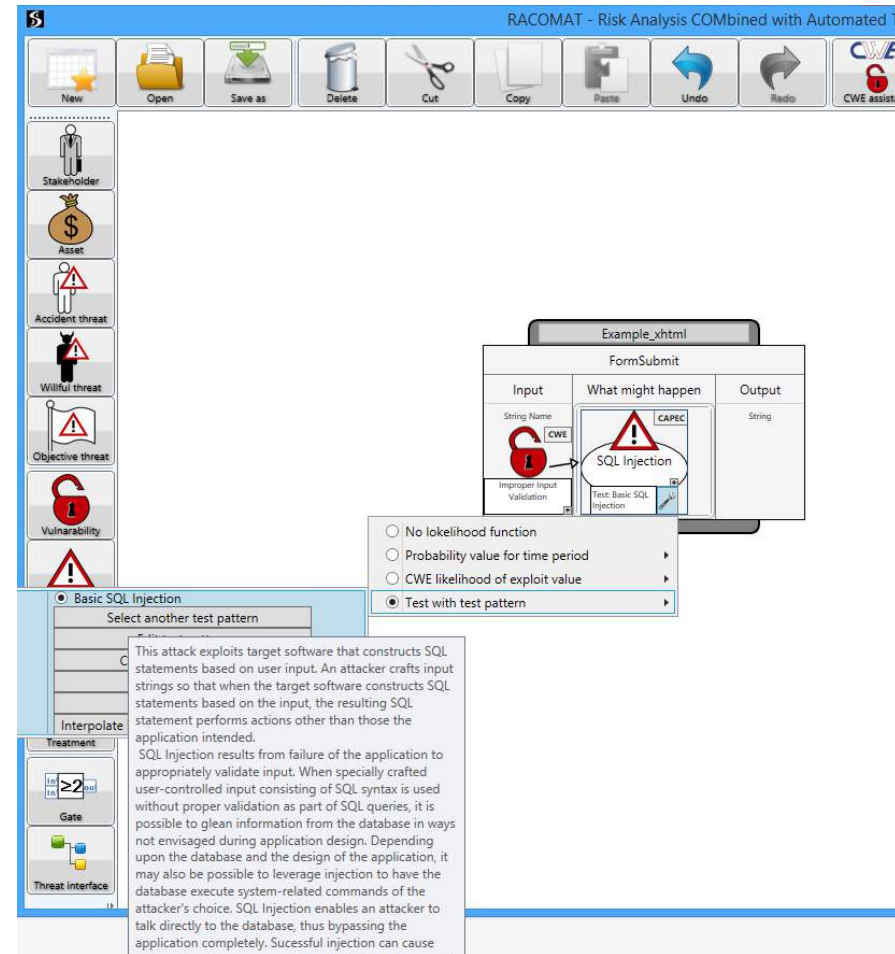 RACOMAT - Risk Analysis COMbined with Automated
New
Open
Save as
Delete
Cut
Copy
Paste
Undo
Redo
CWE
CWE assist
Stakeholder
Asset
Accident threat
Willful threat
Objective threat
Vulnarability
Example_xhtml
FormSubmit
Input
What might happen
Output
String Name
CWE
CAPEC
String
SQL Injection
Improper Input
Validation
Test: Basic SQL
Injection
No lokelihood function
Probability value for time period
CWE likelihood of exploit value
Test with test pattern
Basic SQL Injection
Select another test pattern
Interpolate
This attack exploits target software that constructs SQL
statements based on user input. An attacker crafts input
strings so that when the target software constructs SQL
statements based on the input, the resulting SQL
statement performs actions other than those the
application intended.
SQL Injection results from failure of the application to
appropriately validate input. When specially crafted
user-controlled input consisting of SQL syntax is used
without proper validation as part of SQL queries, it is
possible to glean information from the database in ways
not envisaged during application design. Depending
upon the database and the design of the application, it
may also be possible to leverage injection to have the
database execute system-related commands of the
attacker's choice. SQL Injection enables an attacker to
talk directly to the database, thus bypassing the
application completely. Sucessful injection can cause
Treatment
In
In
≥2
out
Gate
Threat interface